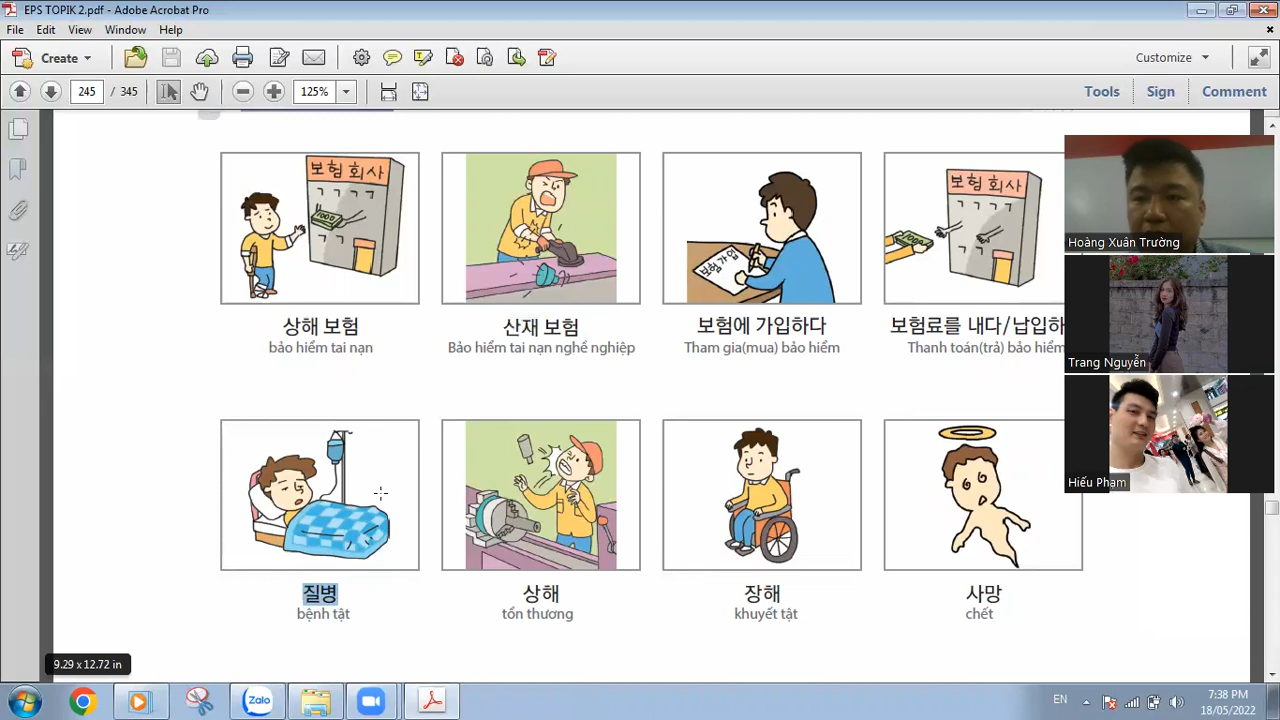 EPS TOPIK 2.pdf - Adobe Acrobat Pro
File Edit View Window Help
Create
Customize
245 / 345
125%
Tools Sign Comment
보험 회사
ㄱ ㄱ ㄱ ㄱ
1000
ㄱ ㄱ
보험 가입
보험 회사
ㄱ ㄱ ㄱ ㄱ
ㄱ ㄱ
상해 보험 산재 보험 보험에 가입하다 보험료를 내다/납입하
bảo hiểm tai nạn Bảo hiểm tai nạn nghề nghiệp Tham gia(mua) bảo hiểm Thanh toán(trả) bảo hiểm
Hoàng Xuân Trường
Trang Nguyễn
Hiếu Phạm
질병 상해 장해 사망
bệnh tật tổn thương khuyết tật chết
9.29 x 12.72 in
Zalo
EN
7:38 PM
18/05/2022